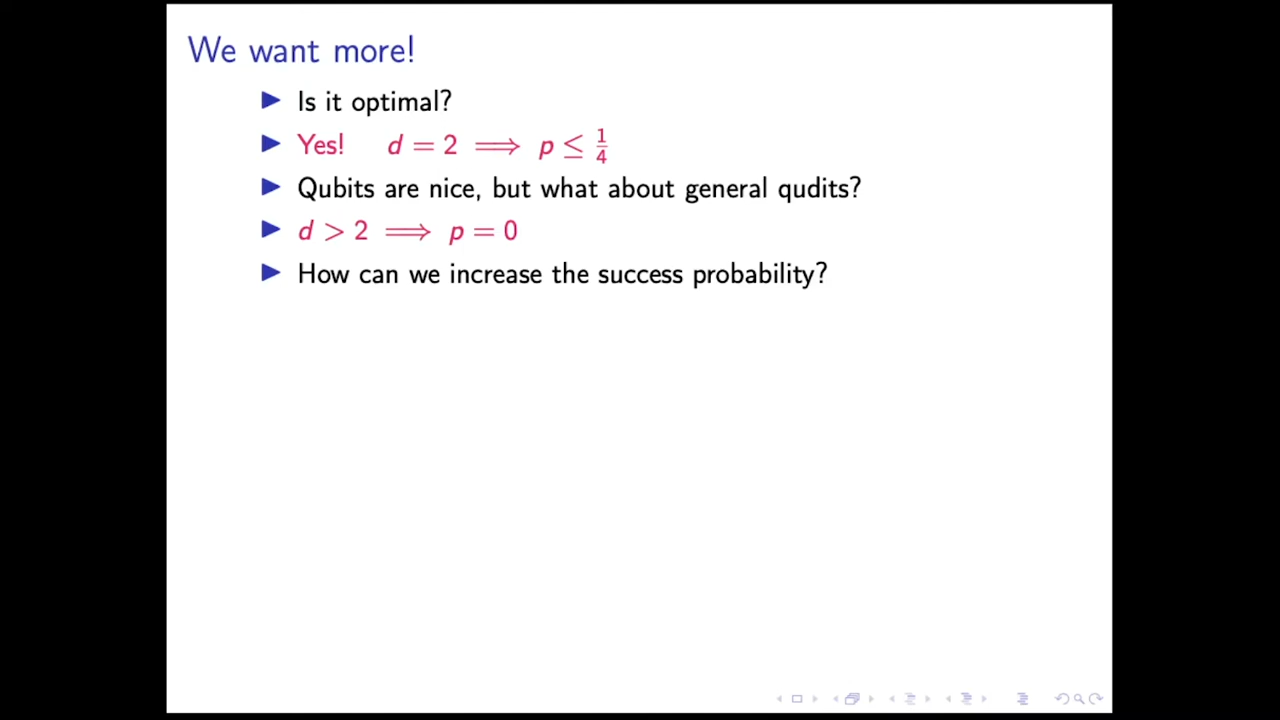 We want more!
▶ Is it optimal?
▶ Yes! d = 2 ⟹ p ≤ 1/4
▶ Qubits are nice, but what about general qudits?
▶ d > 2 ⟹ p = 0
▶ How can we increase the success probability?